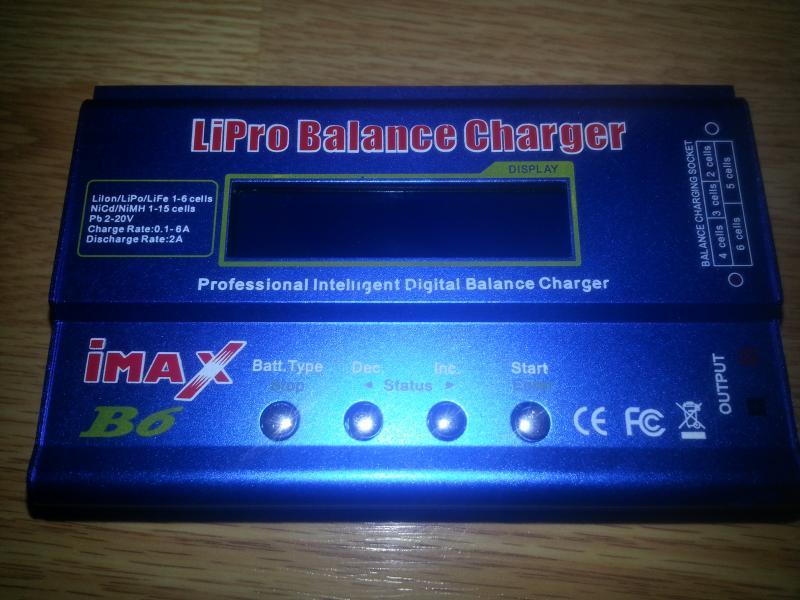 LiPro Balance Charger
DISPLAY
LiIon/LiPo/LiFe 1-6 cells
NiCd/NiMH 1-15 cells
Pb 2-20V
Charge Rate:0.1-6A
Discharge Rate:2A
BALANCE CHARGING SOCKET
2 cells
3 cells
4 cells
5 cells
6 cells
Professional Intelligent Digital Balance Charger
iMAX
B6
Batt.Type
Stop
Dec.
Inc.
◄ Status ►
Start
Enter
CE FC
OUTPUT